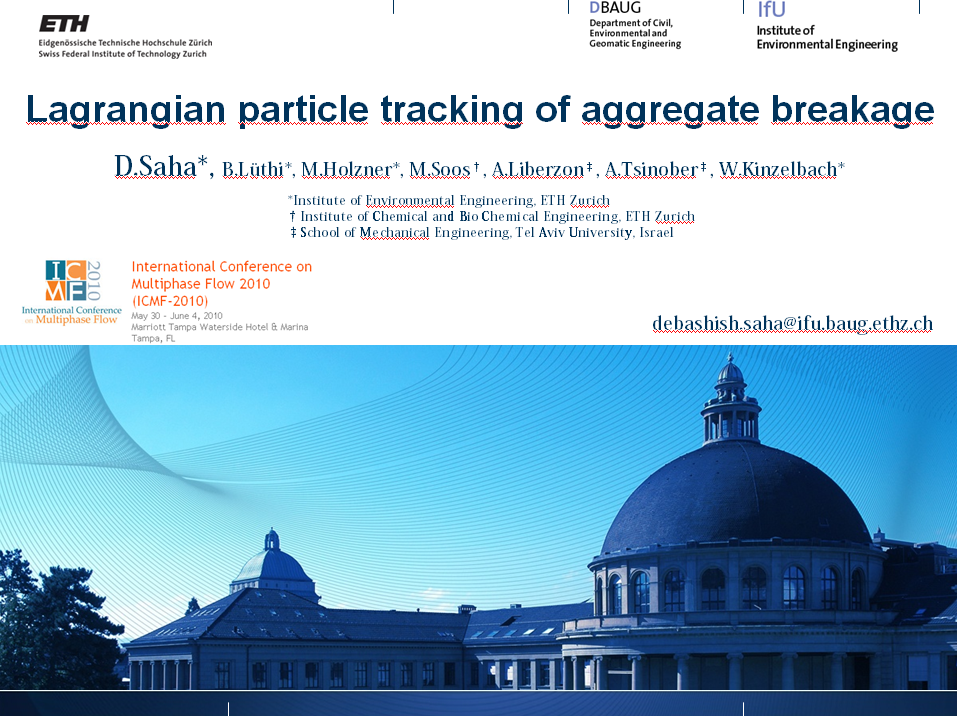 ETH
Eidgenössische Technische Hochschule Zürich
Swiss Federal Institute of Technology Zurich
DBAUG
Department of Civil,
Environmental and
Geomatic Engineering
IfU
Institute of
Environmental Engineering
Lagrangian particle tracking of aggregate breakage
D.Saha*, B.Lüthi*, M.Holzner*, M.Soos†, A.Liberzon‡, A.Tsinober‡, W.Kinzelbach*
*Institute of Environmental Engineering, ETH Zurich
† Institute of Chemical and Bio Chemical Engineering, ETH Zurich
‡ School of Mechanical Engineering, Tel Aviv University, Israel
ICMF 2010
International Conference
on Multiphase Flow
International Conference on
Multiphase Flow 2010
(ICMF-2010)
May 30 - June 4, 2010
Marriott Tampa Waterside Hotel & Marina
Tampa, FL
debashish.saha@ifu.baug.ethz.ch